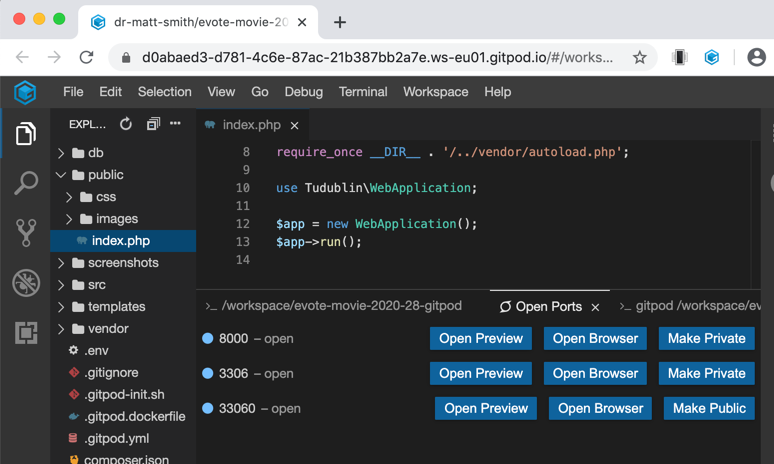 dr-matt-smith/evote-movie-20
d0abaed3-d781-4c6e-87ac-21b387bb2a7e.ws-eu01.gitpod.io/#/works...
File Edit Selection View Go Debug Terminal Workspace Help
EXPL...
db
public
css
images
index.php
screenshots
src
templates
vendor
.env
.gitignore
.gitpod-init.sh
.gitpod.dockerfile
.gitpod.yml
composer.json
index.php
8 require_once __DIR__ . '/../vendor/autoload.php';
9
10 use Tudublin\WebApplication;
11
12 $app = new WebApplication();
13 $app->run();
14
>_ /workspace/evote-movie-2020-28-gitpod Open Ports >_ gitpod /workspace/ev
8000 – open Open Preview Open Browser Make Private
3306 – open Open Preview Open Browser Make Private
33060 – open Open Preview Open Browser Make Public